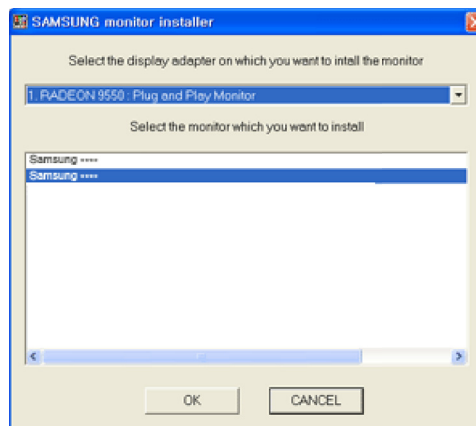 SAMSUNG monitor installer
Select the display adapter on which you want to intall the monitor
1. RADEON 9550 : Plug and Play Monitor
Select the monitor which you want to install
Samsung ----
Samsung ----
OK
CANCEL